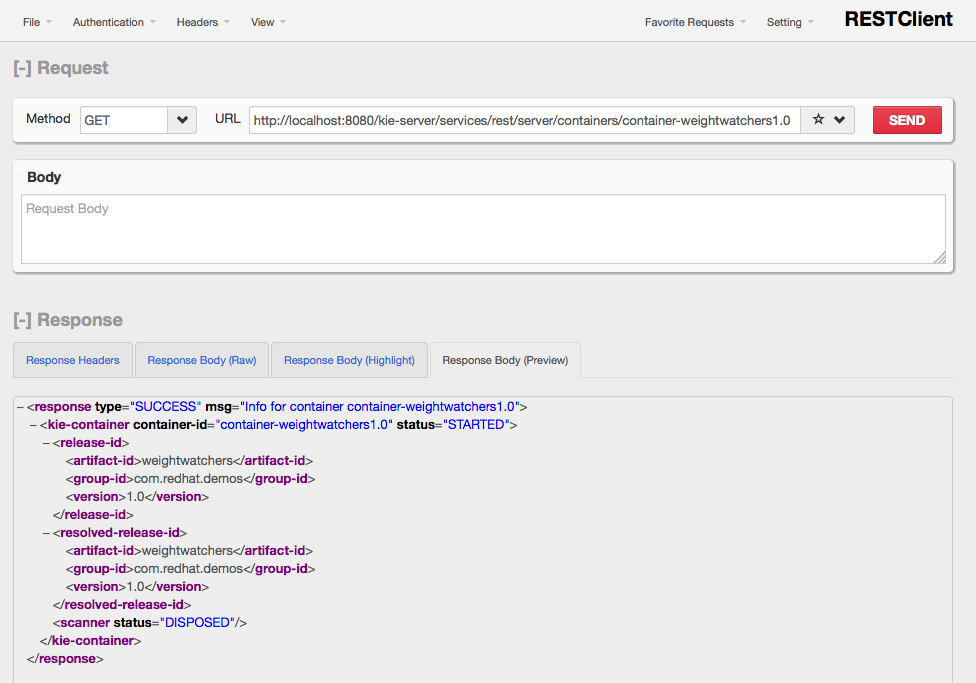 File Authentication Headers View Favorite Requests Setting RESTClient
[-] Request
Method GET URL http://localhost:8080/kie-server/services/rest/server/containers/container-weightwatchers1.0 SEND
Body
Request Body
[-] Response
Response Headers Response Body (Raw) Response Body (Highlight) Response Body (Preview)
–<response type="SUCCESS" msg="Info for container container-weightwatchers1.0">
–<kie-container container-id="container-weightwatchers1.0" status="STARTED">
–<release-id>
<artifact-id>weightwatchers</artifact-id>
<group-id>com.redhat.demos</group-id>
<version>1.0</version>
</release-id>
–<resolved-release-id>
<artifact-id>weightwatchers</artifact-id>
<group-id>com.redhat.demos</group-id>
<version>1.0</version>
</resolved-release-id>
<scanner status="DISPOSED"/>
</kie-container>
</response>